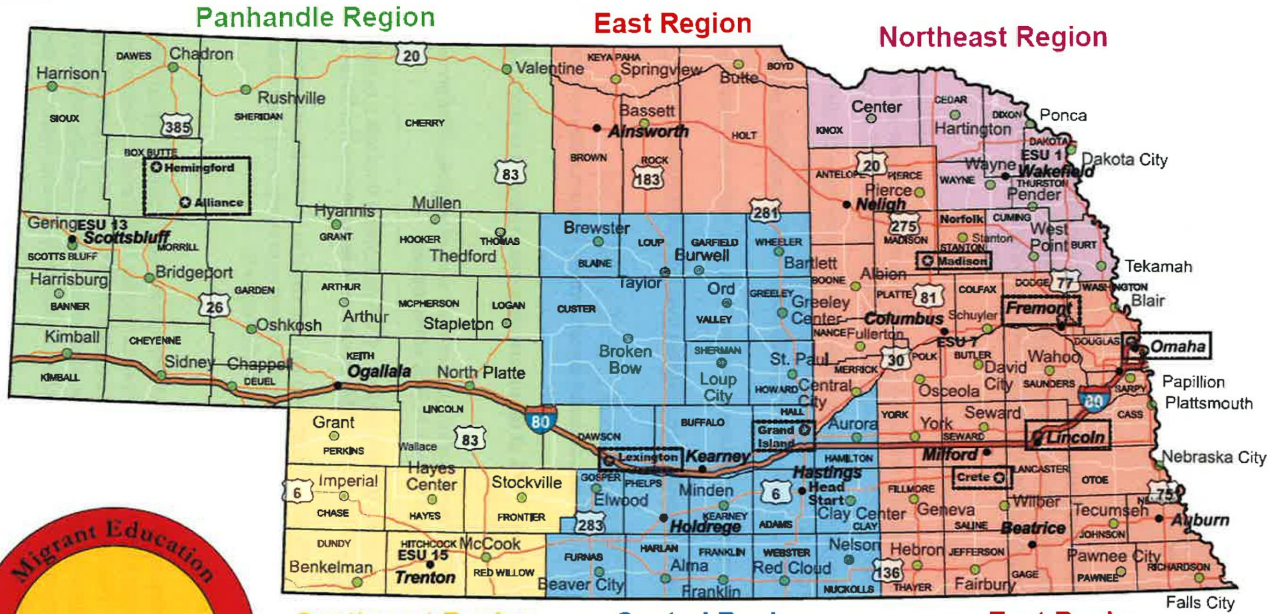 Panhandle Region
East Region
Northeast Region
DAWES
Chadron
Harrison
SIOUX
385
Rushville
SHERIDAN
20
CHERRY
Valentine
83
KEYA PAHA
Springview
BOYD
Butte
Bassett
Ainsworth
BROWN
ROCK
183
HOLT
KNOX
Center
CEDAR
Hartington
DIXON
Ponca
DAKOTA
ESU 1
Dakota City
Wayne
Wakefield
WAYNE
THURSTON
Pender
20
ANTELOPE
PIERCE
Pierce
Neligh
BOX BUTTE
Hemingford
Alliance
Gering
ESU 13
Scottsbluff
SCOTTS BLUFF
MORRILL
Harrisburg
BANNER
Bridgeport
26
GARDEN
Oshkosh
Kimball
KIMBALL
CHEYENNE
Sidney
Chappell
DEUEL
Hyannis
GRANT
Mullen
HOOKER
THOMAS
Thedford
ARTHUR
Arthur
MCPHERSON
LOGAN
Stapleton
KEITH
Ogallala
North Platte
LINCOLN
Wallace
83
80
Brewster
BLAINE
LOUP
Taylor
GARFIELD
Burwell
281
WHEELER
Bartlett
CUSTER
Broken
Bow
Ord
VALLEY
GREELEY
Greeley
Center
SHERMAN
Loup
City
St. Paul
HOWARD
275
MADISON
Norfolk
Stanton
STANTON
Madison
CUMING
West
Point
BURT
Tekamah
BOONE
Albion
PLATTE
81
COLFAX
DODGE
77
WASHINGTON
Blair
Columbus
Schuyler
Fremont
NANCE
Fullerton
ESU 7
30
MERRICK
POLK
BUTLER
Wahoo
DOUGLAS
Omaha
Central
City
Osceola
David
City
SAUNDERS
SARPY
Papillion
Plattsmouth
80
CASS
HALL
Grand
Island
Aurora
HAMILTON
YORK
York
Seward
SEWARD
Milford
Lincoln
LANCASTER
DAWSON
Lexington
BUFFALO
Kearney
Hastings
Head
Start
Crete
OTOE
Nebraska City
Grant
PERKINS
6
Imperial
CHASE
Hayes
Center
HAYES
Stockville
FRONTIER
GOSPER
Elwood
PHELPS
Minden
KEARNEY
6
ADAMS
Clay Center
CLAY
FILLMORE
Geneva
Wilber
SALINE
Tecumseh
75
Auburn
JOHNSON
283
Holdrege
Beatrice
DUNDY
Benkelman
HITCHCOCK
ESU 15
Trenton
McCook
RED WILLOW
FURNAS
Beaver City
HARLAN
Alma
FRANKLIN
Franklin
WEBSTER
Red Cloud
Nelson
NUCKOLLS
136
Hebron
THAYER
JEFFERSON
Fairbury
GAGE
Pawnee City
PAWNEE
RICHARDSON
Falls City
Migrant Education